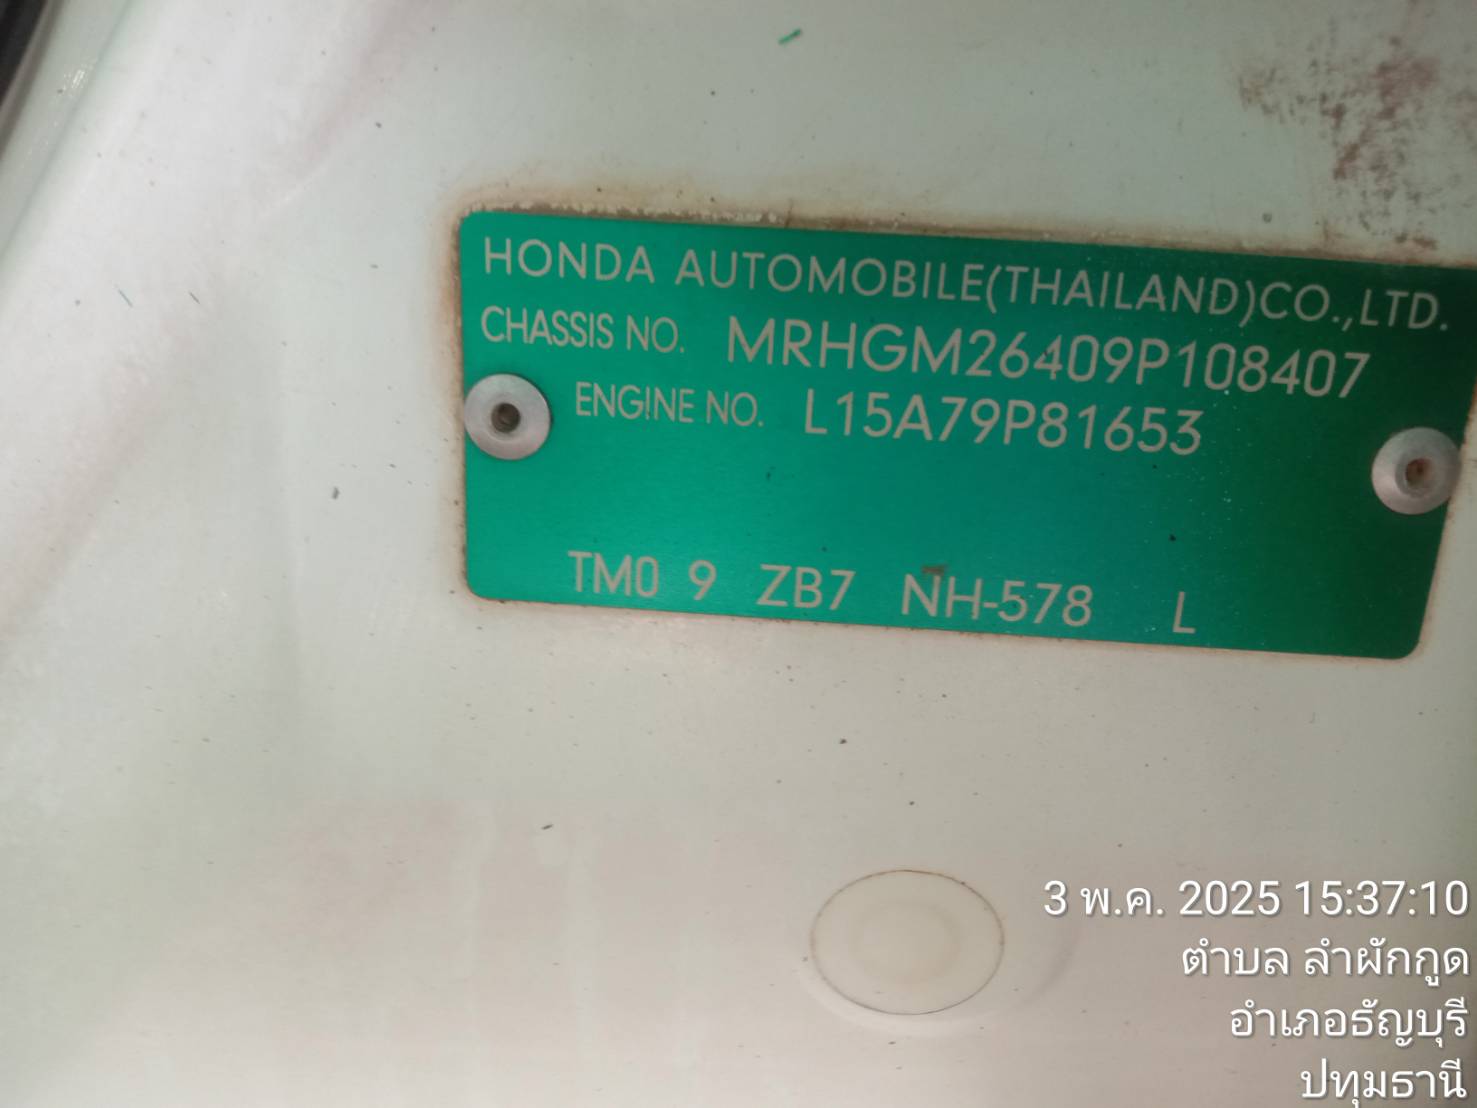 HONDA AUTOMOBILE(THAILAND)CO.,LTD.
CHASSIS NO. MRHGM26409P108407
ENGINE NO. L15A79P81653
TM0 9 ZB7 NH-578 L
3 พ.ค. 2025 15:37:10
ตำบล ลำผักกูด
อำเภอธัญบุรี
ปทุมธานี